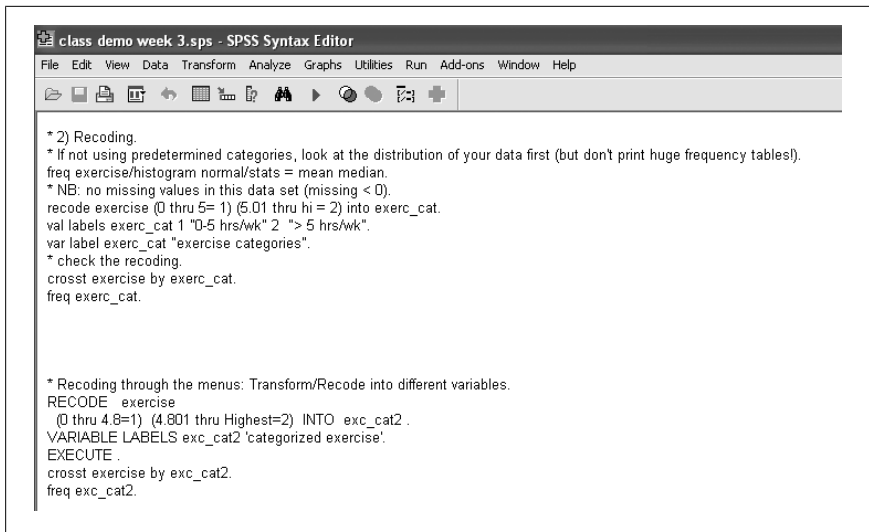 class demo week 3.sps - SPSS Syntax Editor
File Edit View Data Transform Analyze Graphs Utilities Run Add-ons Window Help
* 2) Recoding.
* If not using predetermined categories, look at the distribution of your data first (but don't print huge frequency tables!).
freq exercise/histogram normal/stats = mean median.
* NB: no missing values in this data set (missing < 0).
recode exercise (0 thru 5= 1) (5.01 thru hi = 2) into exerc_cat.
val labels exerc_cat 1 "0-5 hrs/wk" 2 "> 5 hrs/wk".
var label exerc_cat "exercise categories".
* check the recoding.
crosst exercise by exerc_cat.
freq exerc_cat.
* Recoding through the menus: Transform/Recode into different variables.
RECODE exercise
(0 thru 4.8=1) (4.801 thru Highest=2) INTO exc_cat2 .
VARIABLE LABELS exc_cat2 'categorized exercise'.
EXECUTE .
crosst exercise by exc_cat2.
freq exc_cat2.